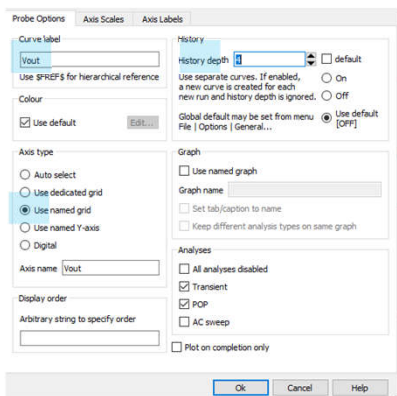 Probe Options Axis Scales Axis Labels
Curve label
Vout
Use $FREF$ for hierarchical reference
Colour
Use default Edit...
Axis type
Auto select
Use dedicated grid
Use named grid
Use named Y-axis
Digital
Axis name Vout
Display order
Arbitrary string to specify order
History
History depth 4 default
Use separate curves. If enabled,
a new curve is created for each
new run and history depth is ignored.
On
Off
Global default may be set from menu
File | Options | General...
Use default
[OFF]
Graph
Use named graph
Graph name
Set tab/caption to name
Keep different analysis types on same graph
Analyses
All analyses disabled
Transient
POP
AC sweep
Plot on completion only
Ok Cancel Help